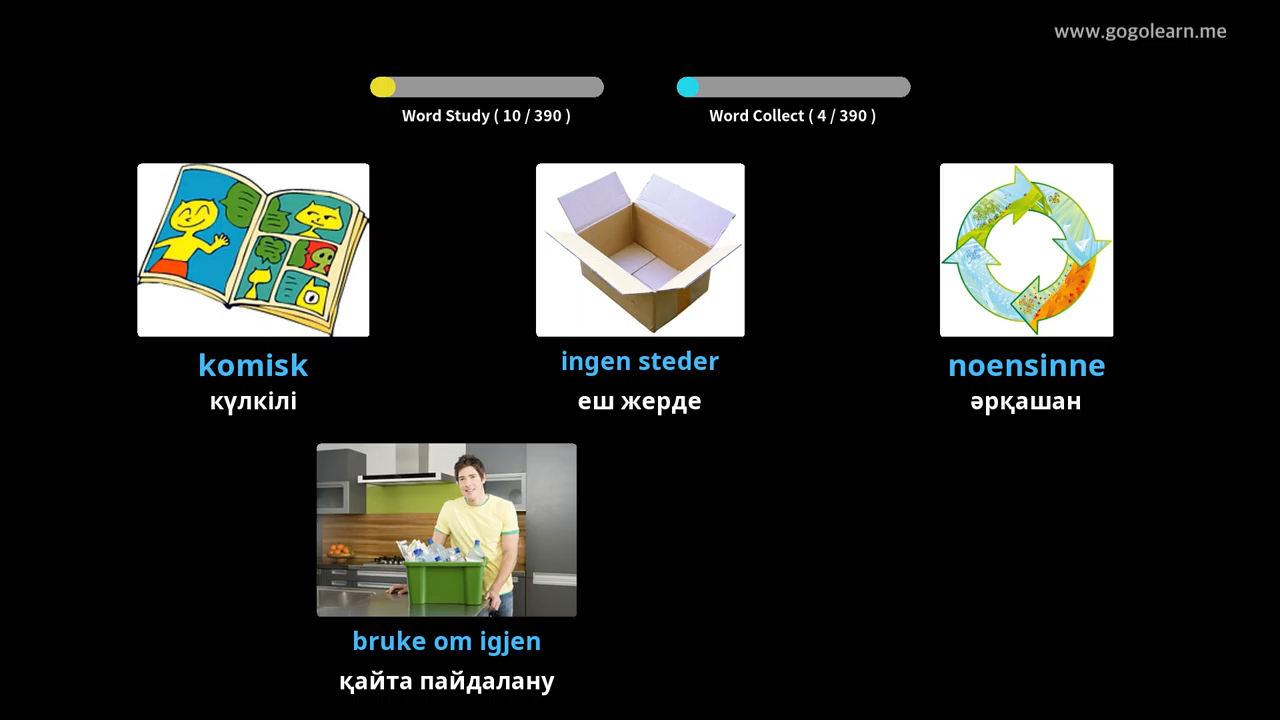 www.gogolearn.me
Word Study ( 10 / 390 )
Word Collect ( 4 / 390 )
komisk
күлкілі
ingen steder
еш жерде
noensinne
әрқашан
bruke om igjen
қайта пайдалану